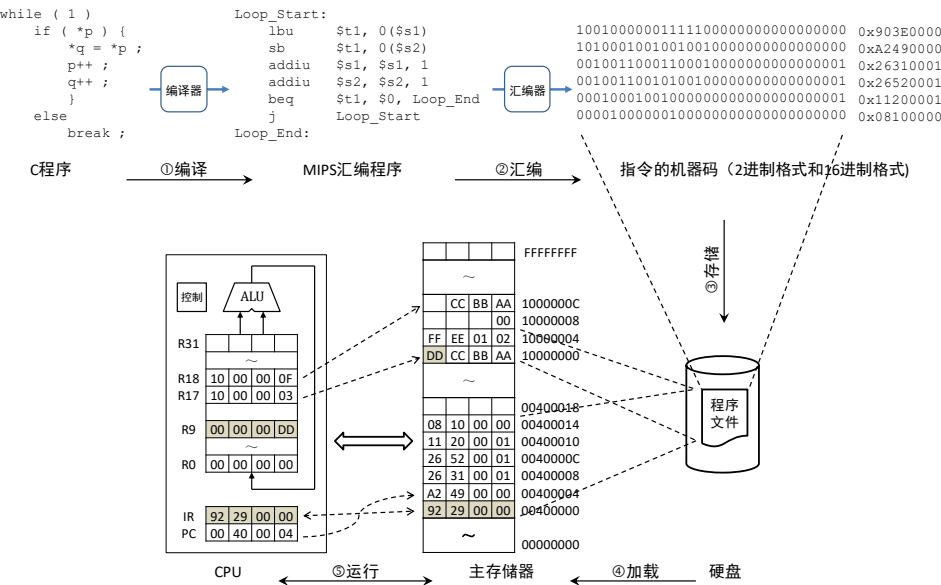 while ( 1 )
if ( *p ) {
*q = *p ;
p++ ;
q++ ;
}
else
break ;
编译器
Loop_Start:
lbu $t1, 0($s1)
sb $t1, 0($s2)
addiu $s1, $s1, 1
addiu $s2, $s2, 1
beq $t1, $0, Loop_End
j Loop_Start
Loop_End:
汇编器
10010000001111100000000000000000 0x903E0000
10100010010010010000000000000000 0xA2490000
00100110001100010000000000000001 0x26310001
00100110010100100000000000000001 0x26520001
00010001001000000000000000000001 0x11200001
00001000000100000000000000000000 0x08100000
C程序 ①编译 MIPS汇编程序 ②汇编 指令的机器码（2进制格式和16进制格式)
③存储
控制
ALU
R31
～
R18 10 00 00 0F
R17 10 00 00 03
R9 00 00 00 DD
～
R0 00 00 00 00
IR 92 29 00 00
PC 00 40 00 04
FFFFFFFF
～
CC BB AA 1000000C
00 10000008
FF EE 01 02 10000004
DD CC BB AA 10000000
～
00400018
08 10 00 00 00400014
11 20 00 01 00400010
26 52 00 01 0040000C
26 31 00 01 00400008
A2 49 00 00 00400004
92 29 00 00 00400000
～
00000000
程序
文件
CPU ⑤运行 主存储器 ④加载 硬盘